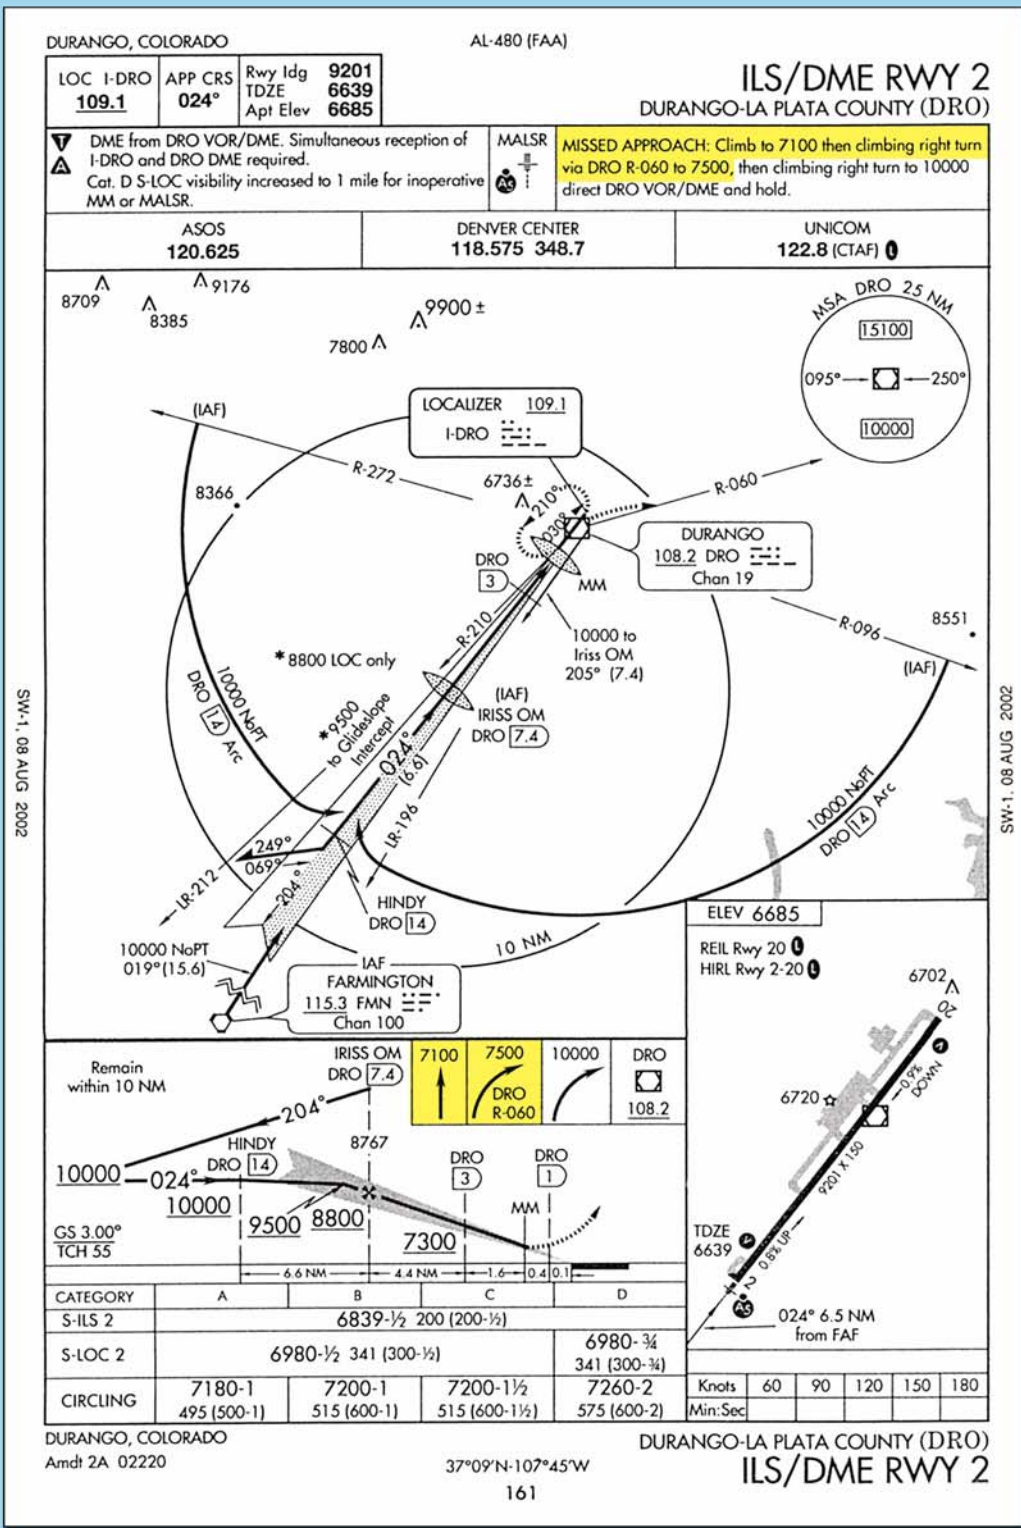 DURANGO, COLORADO
AL-480 (FAA)
LOC I-DRO
109.1
APP CRS
024°
Rwy ldg 9201
TDZE 6639
Apt Elev 6685
ILS/DME RWY 2
DURANGO-LA PLATA COUNTY (DRO)
T
A
DME from DRO VOR/DME. Simultaneous reception of
I-DRO and DRO DME required.
Cat. D S-LOC visibility increased to 1 mile for inoperative
MM or MALSR.
MALSR
A5
MISSED APPROACH: Climb to 7100 then climbing right turn
via DRO R-060 to 7500, then climbing right turn to 10000
direct DRO VOR/DME and hold.
ASOS
120.625
DENVER CENTER
118.575 348.7
UNICOM
122.8 (CTAF) L
8709
8385
9176
7800
9900 ±
MSA DRO 25 NM
15100
095°
250°
10000
LOCALIZER 109.1
I-DRO
(IAF)
R-272
8366
6736 ±
210°
030°
R-060
DURANGO
108.2 DRO
Chan 19
DRO
3
MM
R-210
10000 to
Iriss OM
205° (7.4)
R-096
8551
(IAF)
* 8800 LOC only
10000 NoPT
DRO 14 Arc
* 9500
to Glideslope
Intercept
(IAF)
IRISS OM
DRO 7.4
024°
(6.6)
LR-196
10000 NoPT
DRO 14 Arc
249°
069°
LR-212
204°
HINDY
DRO 14
10 NM
10000 NoPT
019° (15.6)
IAF
FARMINGTON
115.3 FMN
Chan 100
ELEV 6685
REIL Rwy 20 L
HIRL Rwy 2-20 L
6702
20
V
0.9%
DOWN
6720
9201 X 150
TDZE
6639
V
0.8% UP
2
A5
024° 6.5 NM
from FAF
Remain
within 10 NM
IRISS OM
DRO 7.4
7100
7500
DRO
R-060
10000
DRO
108.2
204°
8767
HINDY
DRO 14
DRO
3
DRO
1
10000
024°
10000
9500
8800
7300
MM
GS 3.00°
TCH 55
6.6 NM
4.4 NM
1.6
0.4
0.1
CATEGORY A B C D
S-ILS 2 6839-½ 200 (200-½)
S-LOC 2 6980-½ 341 (300-½) 6980-¾
341 (300-¾)
CIRCLING 7180-1 7200-1 7200-1½ 7260-2
495 (500-1) 515 (600-1) 515 (600-1½) 575 (600-2)
Knots 60 90 120 150 180
Min:Sec
SW-1, 08 AUG 2002
SW-1, 08 AUG 2002
DURANGO, COLORADO
Amdt 2A 02220
37°09'N-107°45'W
161
DURANGO-LA PLATA COUNTY (DRO)
ILS/DME RWY 2